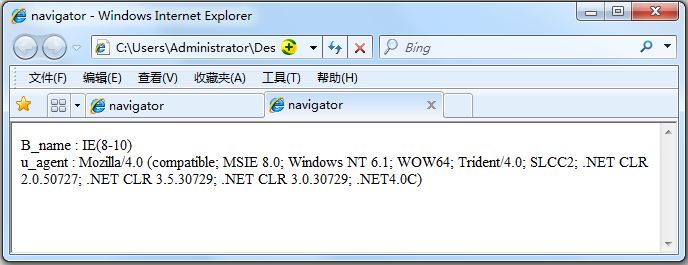 navigator - Windows Internet Explorer
C:\Users\Administrator\Des
Bing
文件(F) 编辑(E) 查看(V) 收藏夹(A) 工具(T) 帮助(H)
navigator navigator
B_name : IE(8-10)
u_agent : Mozilla/4.0 (compatible; MSIE 8.0; Windows NT 6.1; WOW64; Trident/4.0; SLCC2; .NET CLR
2.0.50727; .NET CLR 3.5.30729; .NET CLR 3.0.30729; .NET4.0C)